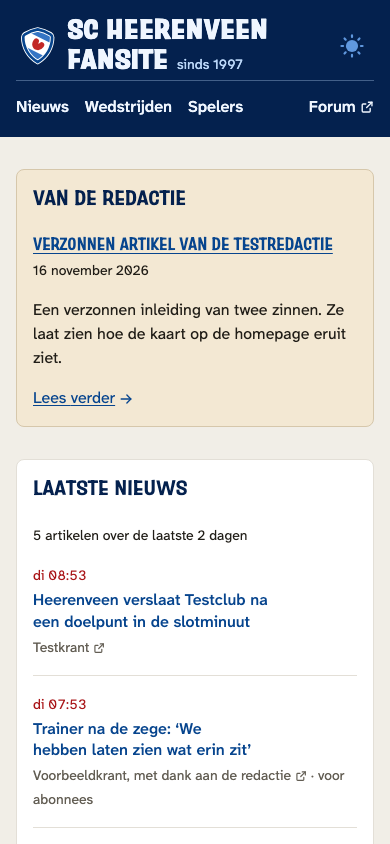 SC HEERENVEEN
FANSITE sinds 1997
Nieuws Wedstrijden Spelers Forum
VAN DE REDACTIE
VERZONNEN ARTIKEL VAN DE TESTREDACTIE
16 november 2026
Een verzonnen inleiding van twee zinnen. Ze
laat zien hoe de kaart op de homepage eruit
ziet.
Lees verder →
LAATSTE NIEUWS
5 artikelen over de laatste 2 dagen
di 08:53
Heerenveen verslaat Testclub na
een doelpunt in de slotminuut
Testkrant
di 07:53
Trainer na de zege: ‘We
hebben laten zien wat erin zit’
Voorbeeldkrant, met dank aan de redactie · voor
abonnees